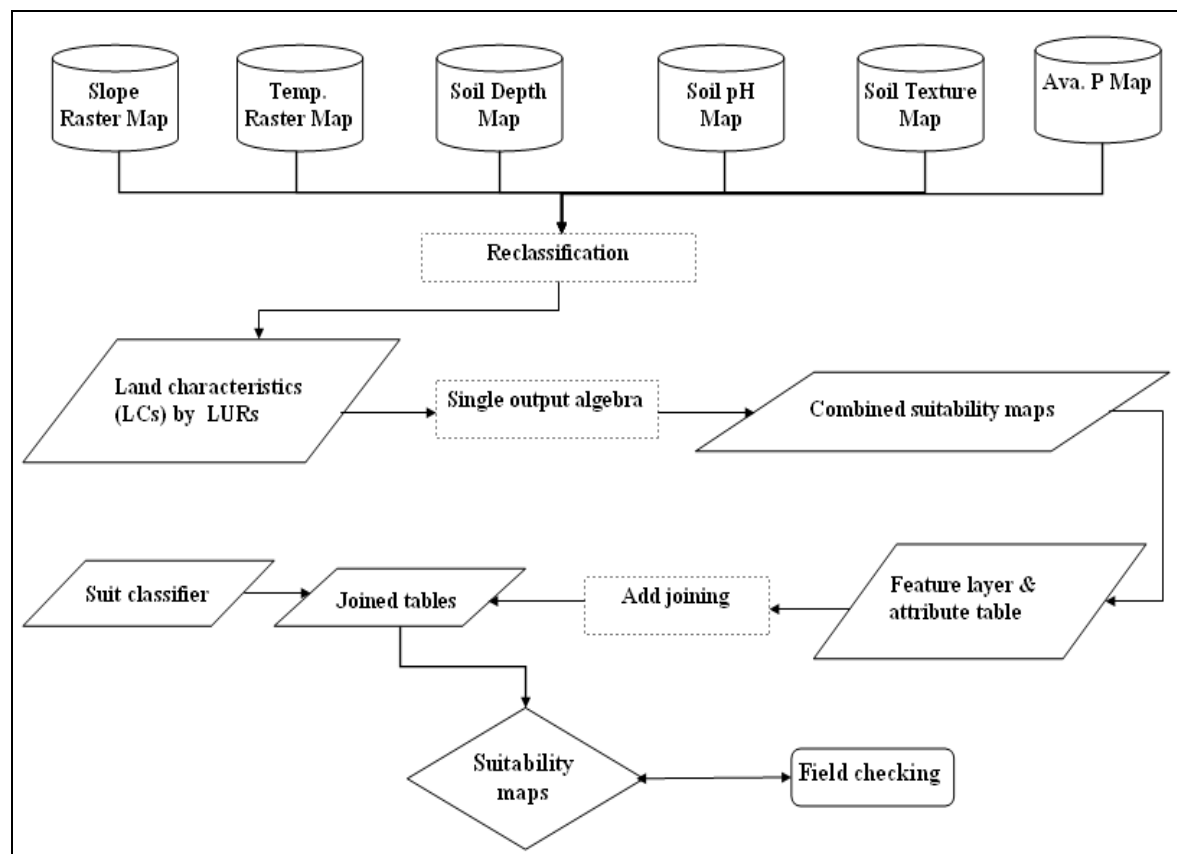 Slope
Raster Map
Temp.
Raster Map
Soil Depth
Map
Soil pH
Map
Soil Texture
Map
Ava. P Map
Reclassification
Land characteristics
(LCs) by LURs
Single output algebra
Combined suitability maps
Suit classifier
Joined tables
Add joining
Feature layer &
attribute table
Suitability
maps
Field checking